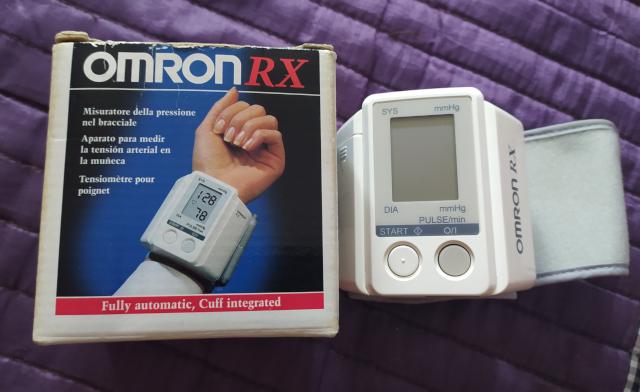 OMRON RX
Misuratore della pressione
nel bracciale
Aparato para medir
la tensión arterial en
la muñeca
Tensiomètre pour
poignet
128
78
Fully automatic, Cuff integrated
SYS mmHg
DIA mmHg
PULSE/min
START O/I
OMRON RX